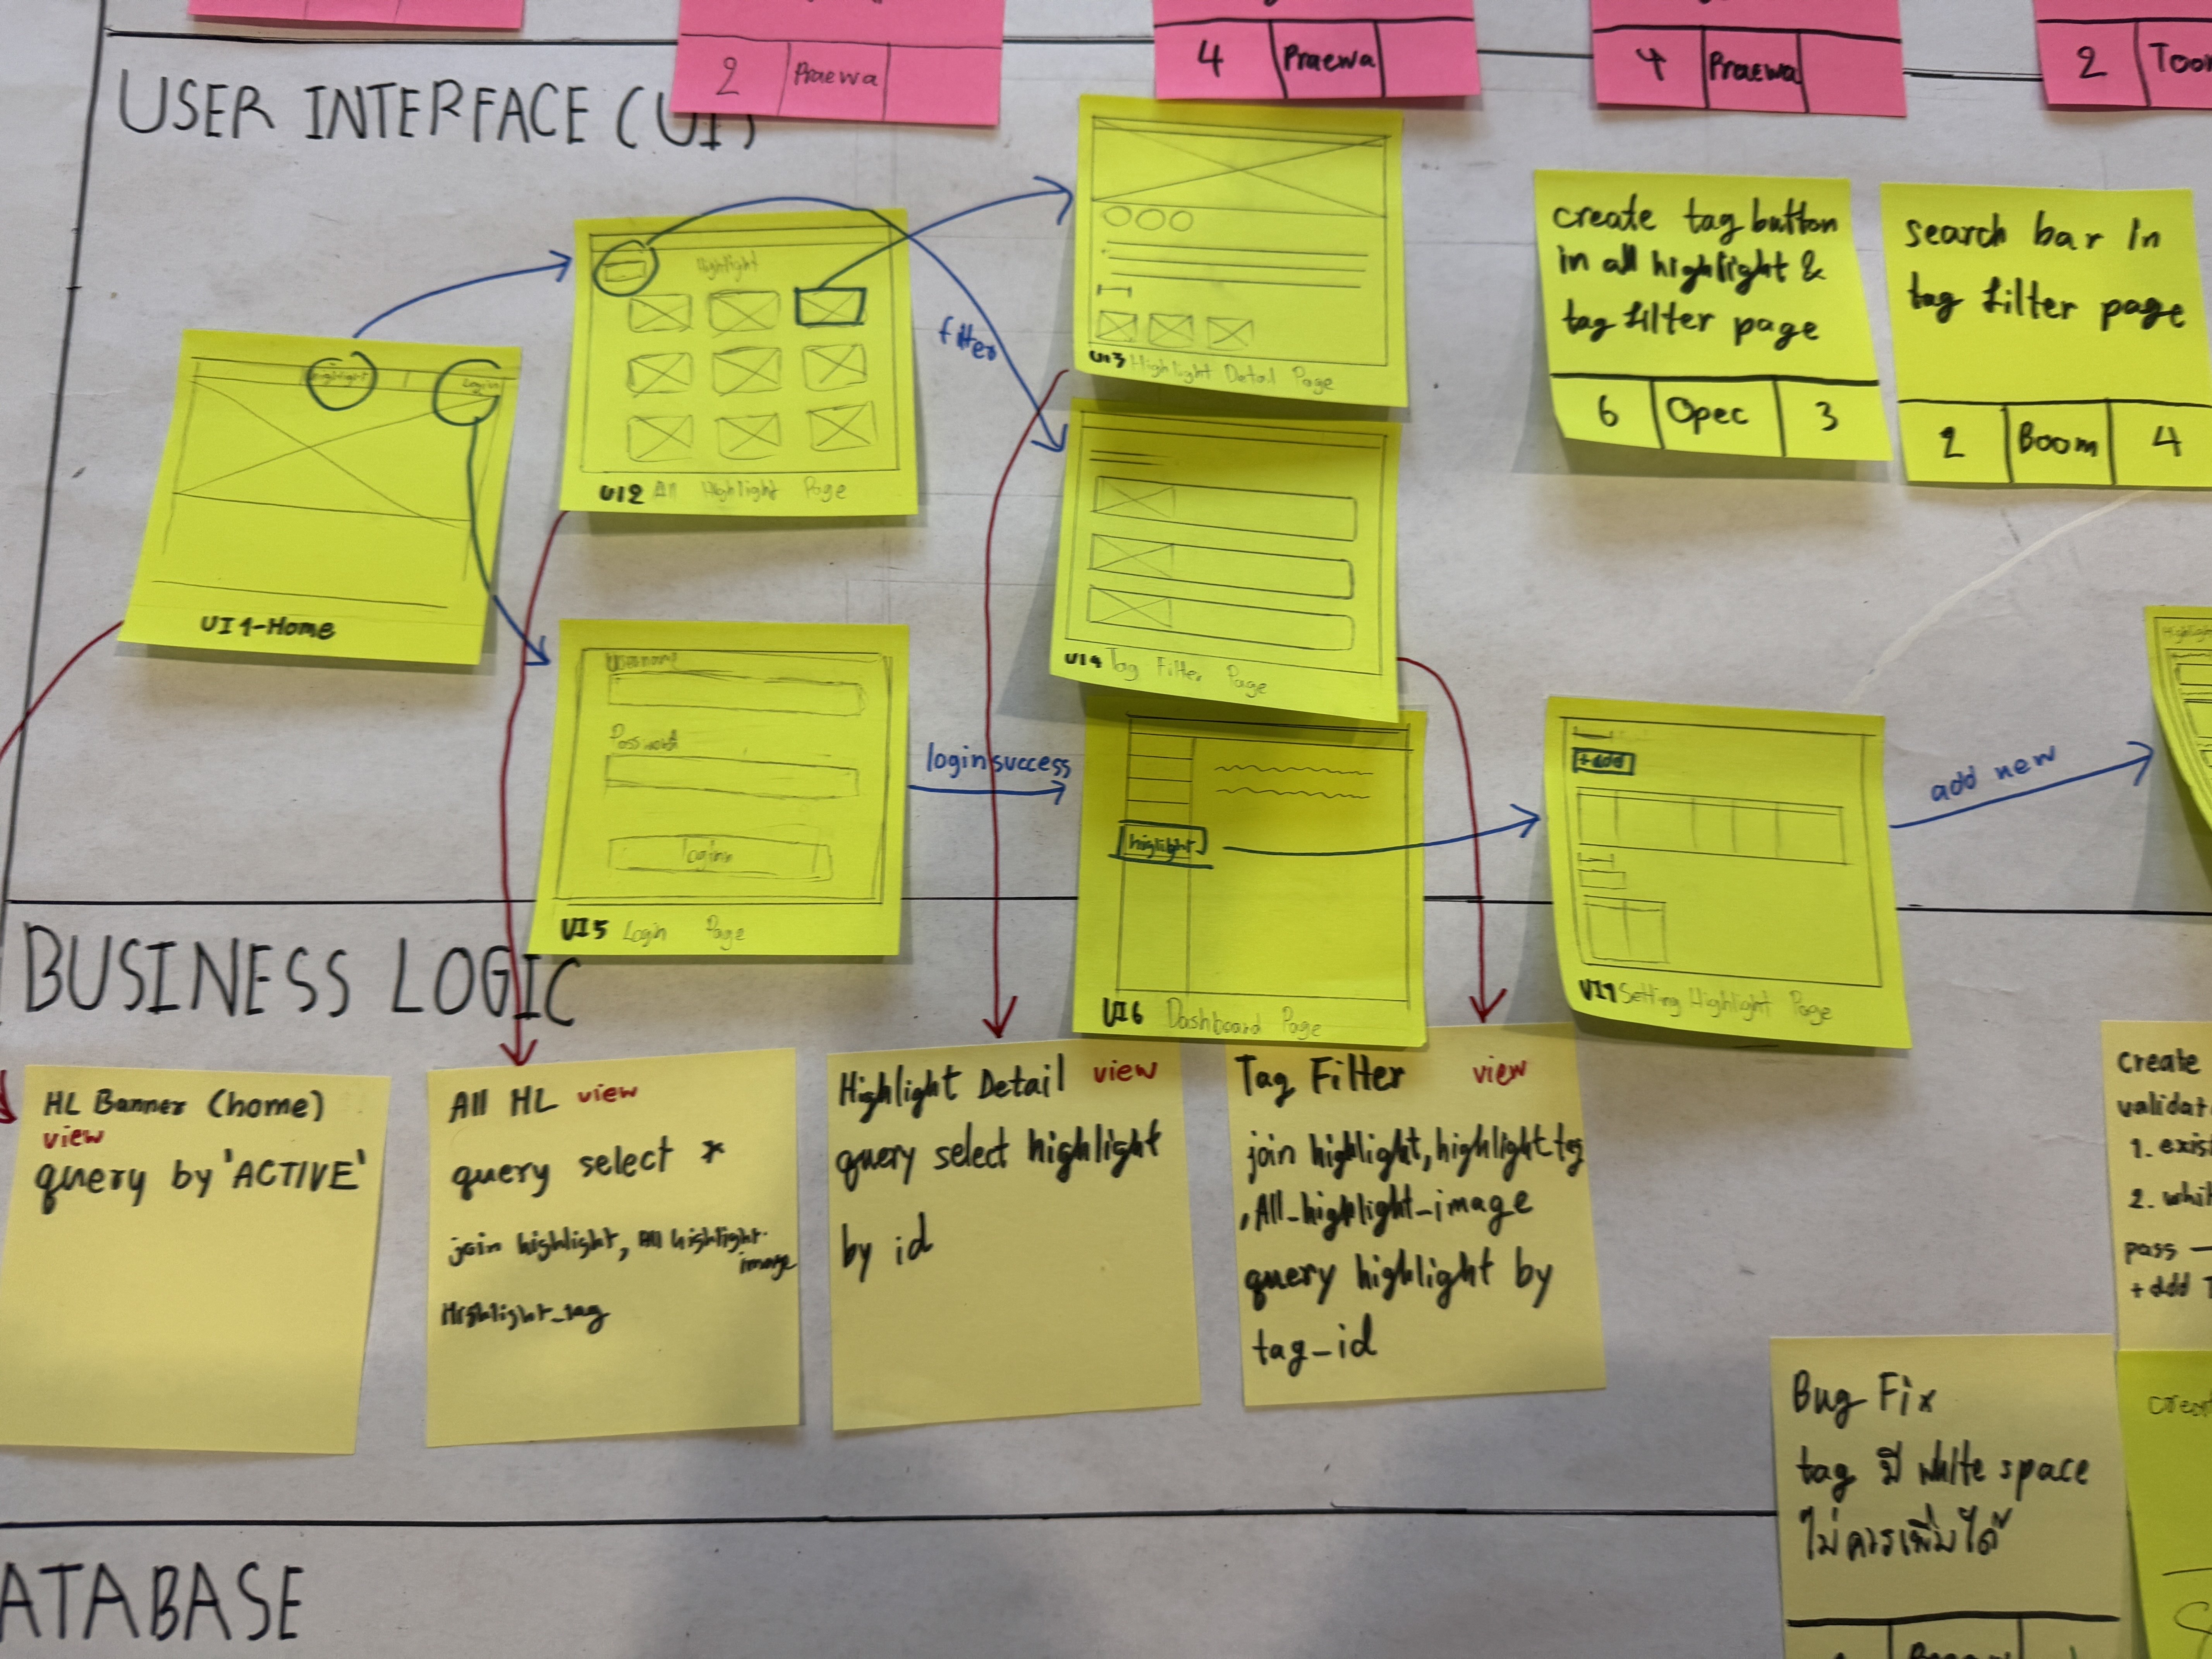 2 Praewa
4 Praewa
4 Praewa
2
USER INTERFACE (UI)
Highlight
Highlight
Login
UI1-Home
UI2 All Highlight Page
filter
UI3 Highlight Detail Page
UI4 Tag Filter Page
create tag button
in all highlight &
tag filter page
6 Opec 3
search bar in
tag filter page
2 Boom 4
Username
Password
Login
UI5 Login Page
login success
highlight
UI6 Dashboard Page
+add
Setting Highlight Page
add new
BUSINESS LOGIC
HL Banner (home)
view
query by 'ACTIVE'
All HL view
query select *
join highlight, All highlight-
image
Highlight_tag
Highlight Detail view
query select highlight
by id
Tag Filter view
join highlight, highlight_tag
, All_highlight_image
query highlight by
tag_id
create
1.
2.
pass
Bug Fix
tag มี white space
ไม่ควรเพิ่มได้
ATABASE